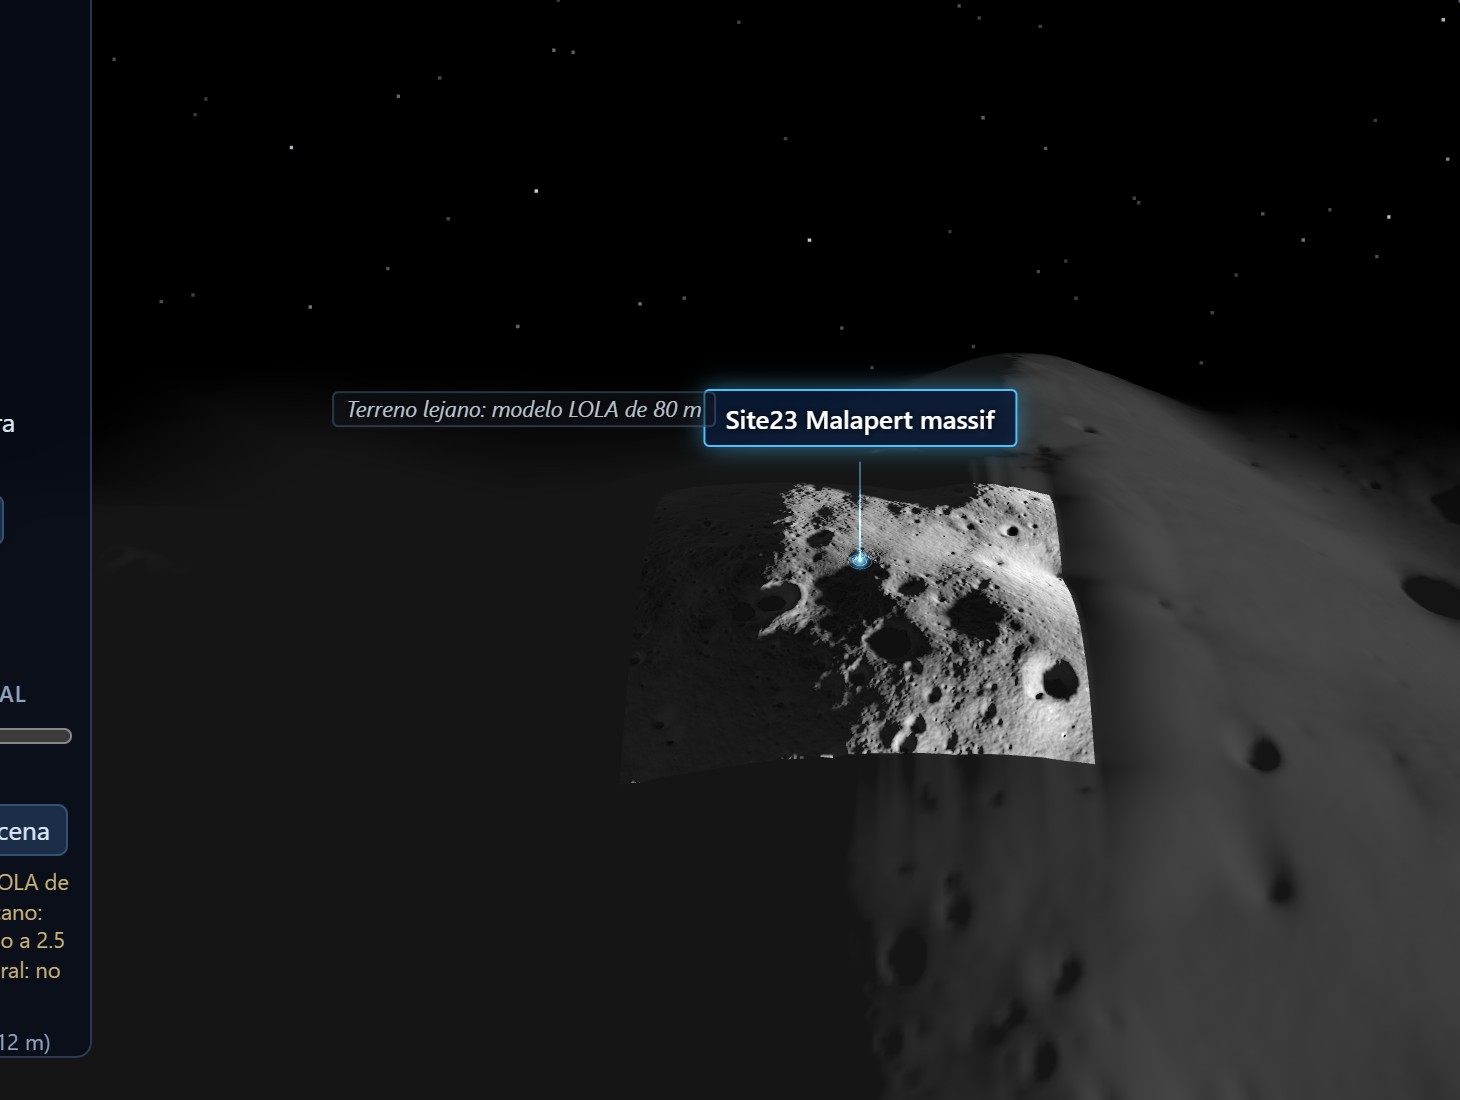 ra
Terreno lejano: modelo LOLA de 80 m
Site23 Malapert massif
AL
cena
OLA de
ano:
o a 2.5
ral: no
12 m)